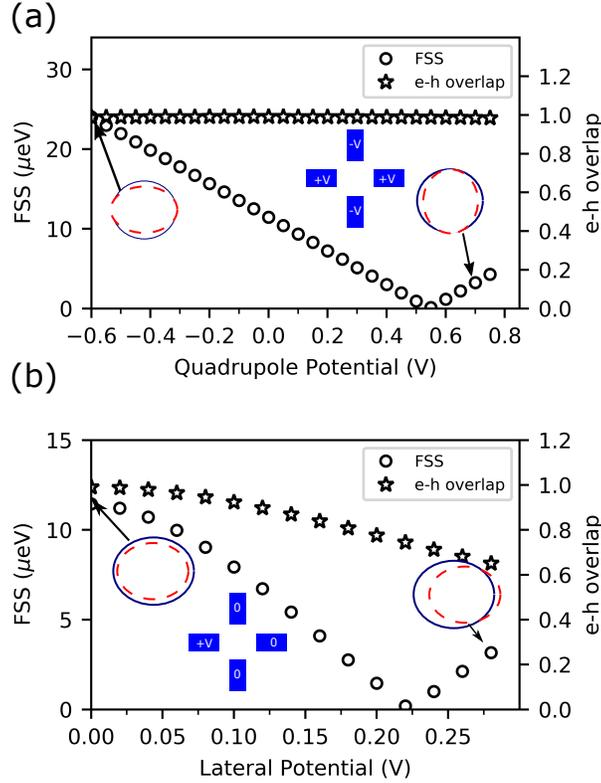 (a)
FSS
e-h overlap
30
20
10
0
FSS (μeV)
1.2
1.0
0.8
0.6
0.4
0.2
0.0
e-h overlap
-V
+V
+V
-V
−0.6 −0.4 −0.2 0.0 0.2 0.4 0.6 0.8
Quadrupole Potential (V)
(b)
FSS
e-h overlap
15
10
5
0
FSS (μeV)
1.2
1.0
0.8
0.6
0.4
0.2
0.0
e-h overlap
0
+V
0
0
0.00 0.05 0.10 0.15 0.20 0.25
Lateral Potential (V)